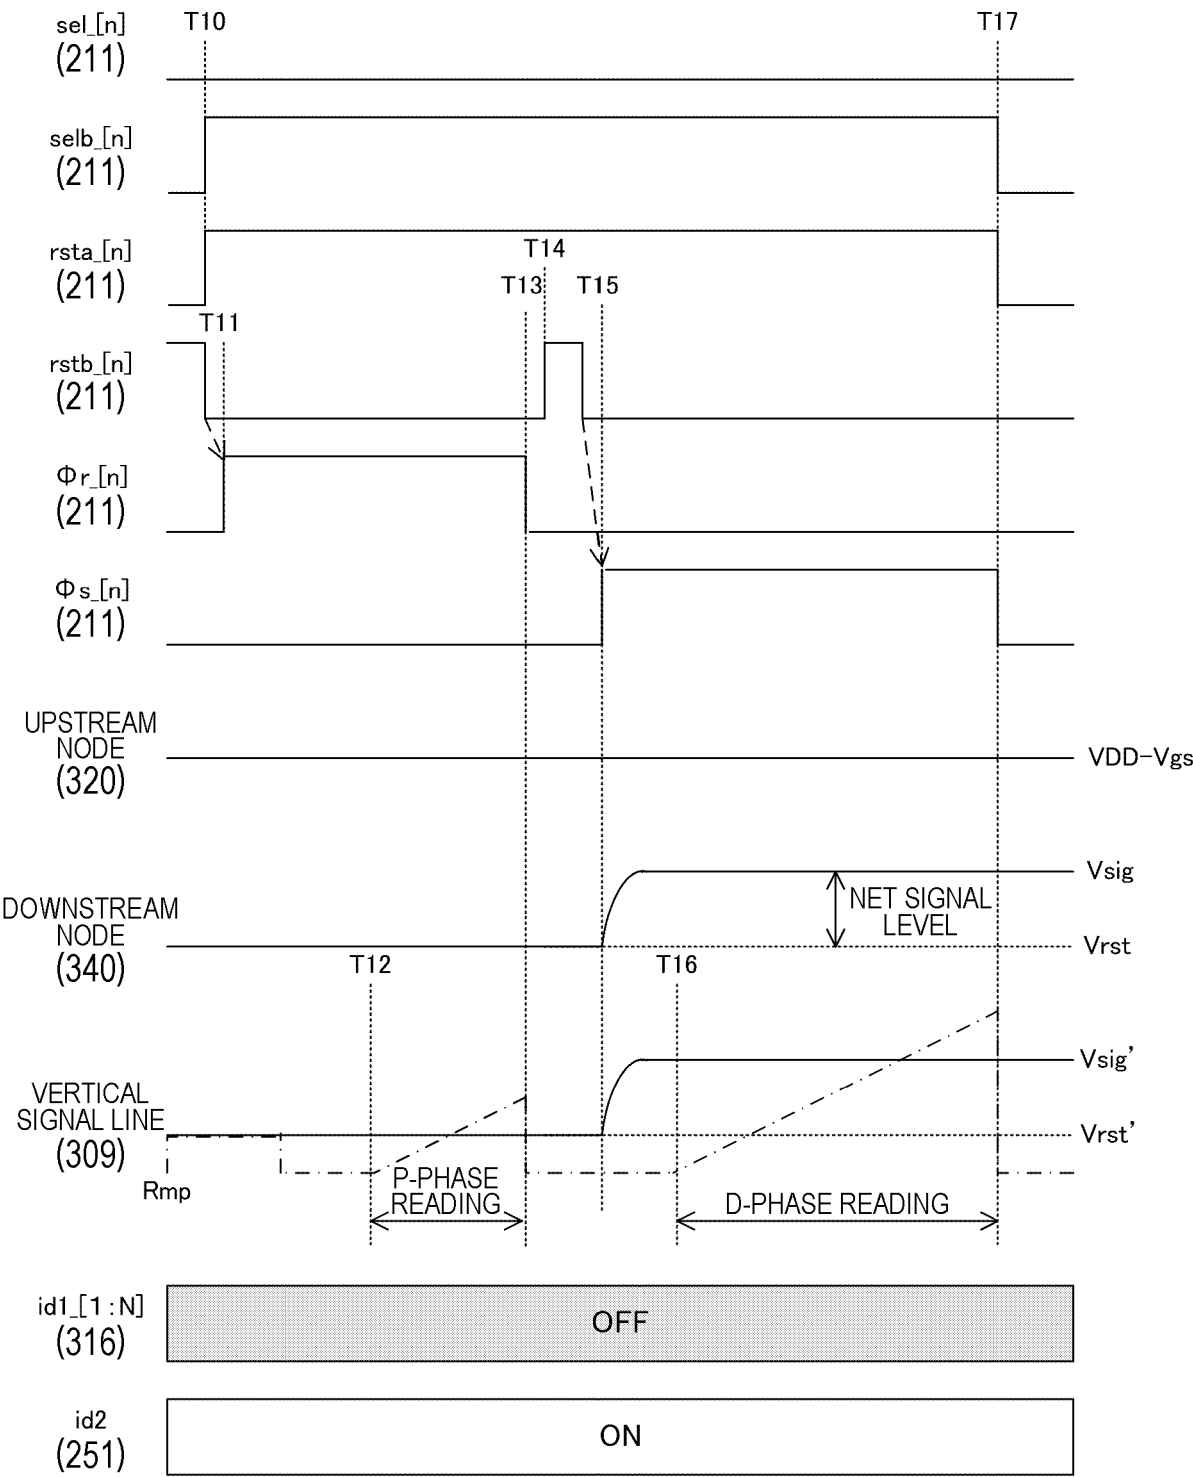 sel_[n]
(211)
T10
T17
selb_[n]
(211)
rsta_[n]
(211)
T14
T13
T15
T11
rstb_[n]
(211)
Φr_[n]
(211)
Φs_[n]
(211)
UPSTREAM
NODE
(320)
VDD-Vgs
Vsig
DOWNSTREAM
NODE
(340)
NET SIGNAL
LEVEL
Vrst
T12
T16
Vsig'
VERTICAL
SIGNAL LINE
(309)
Vrst'
Rmp
P-PHASE
READING
D-PHASE READING
id1_[1:N]
(316)
OFF
id2
(251)
ON